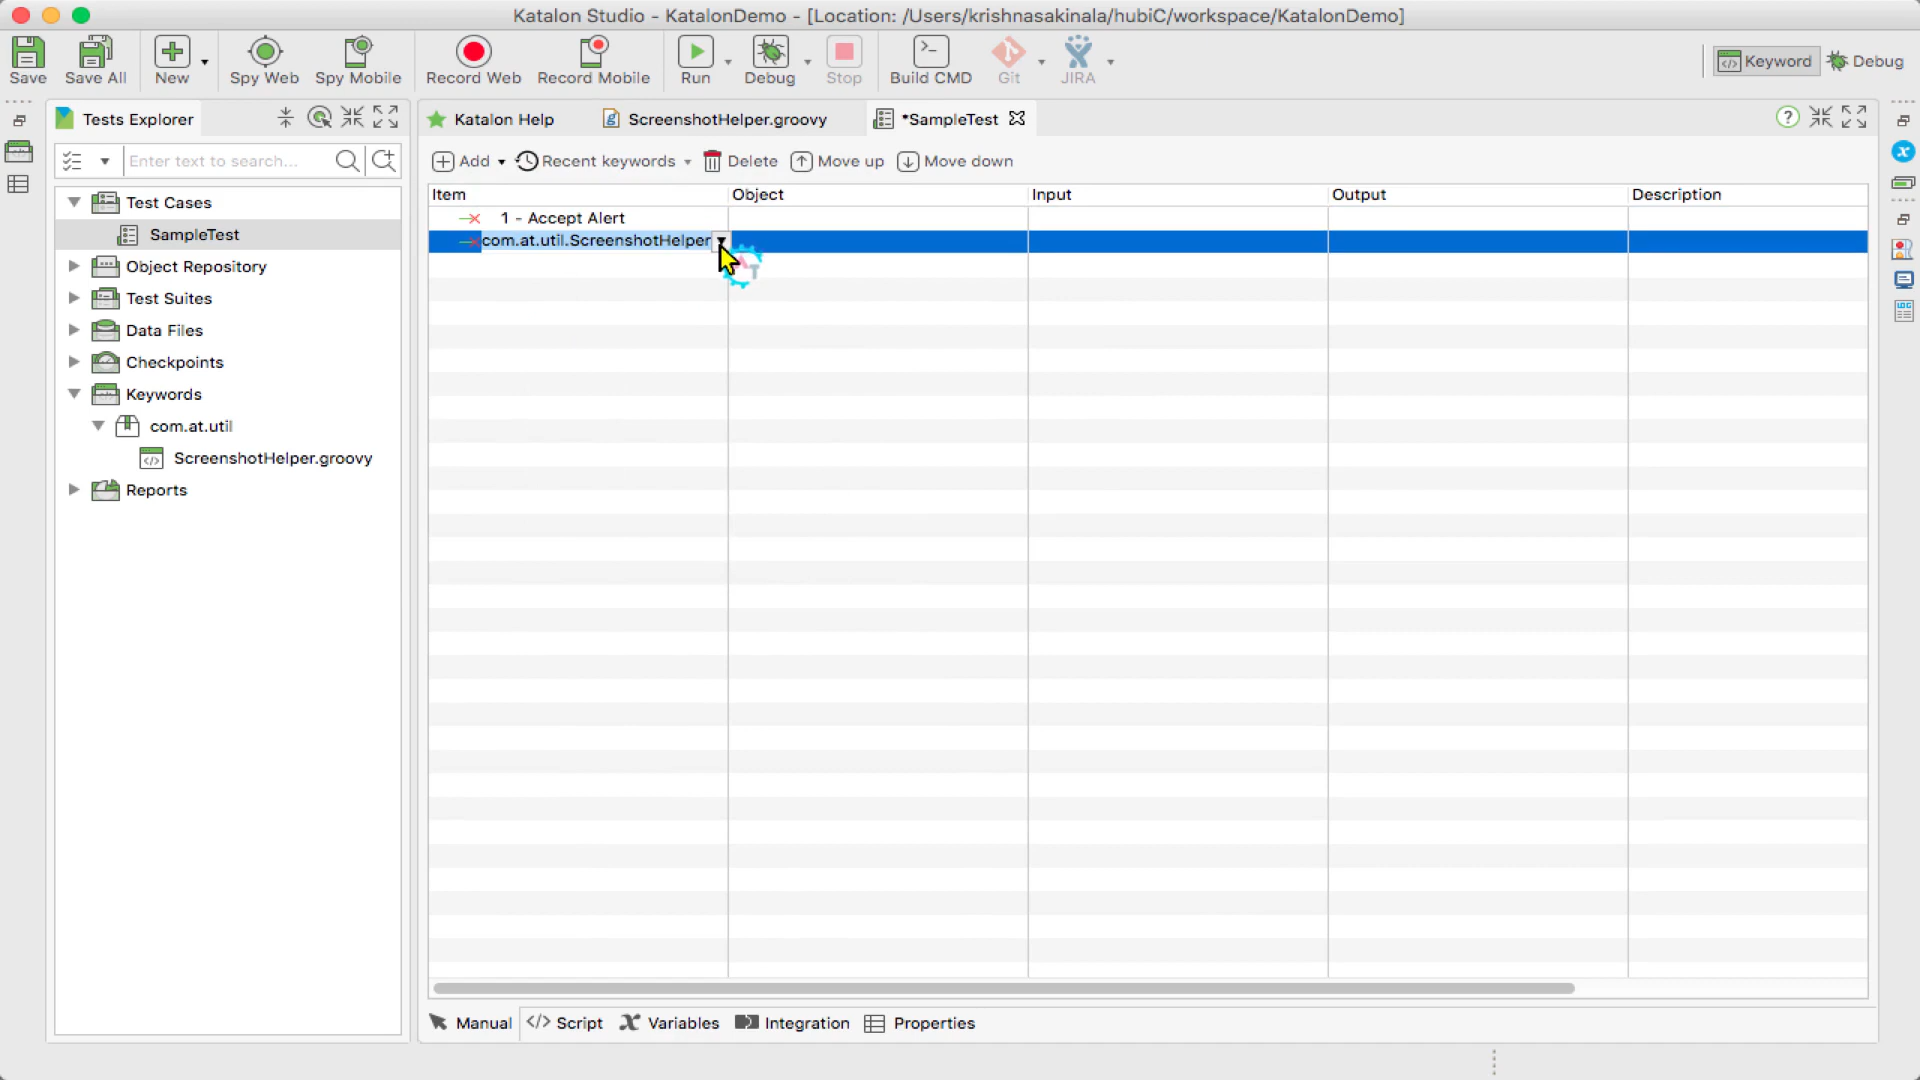 Katalon Studio - KatalonDemo - [Location: /Users/krishnasakinala/hubiC/workspace/KatalonDemo]
Save Save All New Spy Web Spy Mobile Record Web Record Mobile Run Debug Stop Build CMD Git JIRA Keyword Debug
Tests Explorer Katalon Help ScreenshotHelper.groovy *SampleTest
Enter text to search... Add Recent keywords Delete Move up Move down
Item Object Input Output Description
Test Cases
1 - Accept Alert
SampleTest
com.at.util.ScreenshotHelper
Object Repository
Test Suites
Data Files
Checkpoints
Keywords
com.at.util
ScreenshotHelper.groovy
Reports
Manual Script Variables Integration Properties